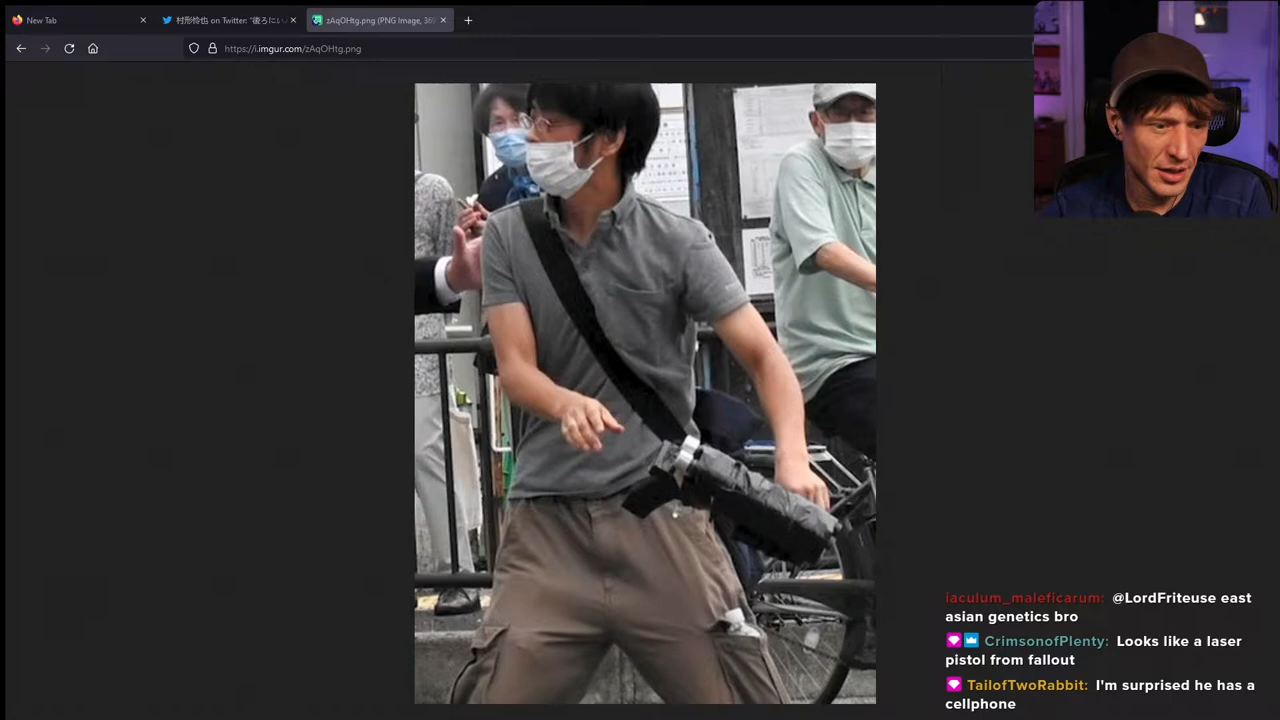 New Tab
村形怜也 on Twitter: "後ろにい
zAqOHtg.png (PNG Image, 36
https://i.imgur.com/zAqOHtg.png
iaculum_maleficarum: @LordFriteuse east
asian genetics bro
CrimsonofPlenty: Looks like a laser
pistol from fallout
TailofTwoRabbit: I'm surprised he has a
cellphone